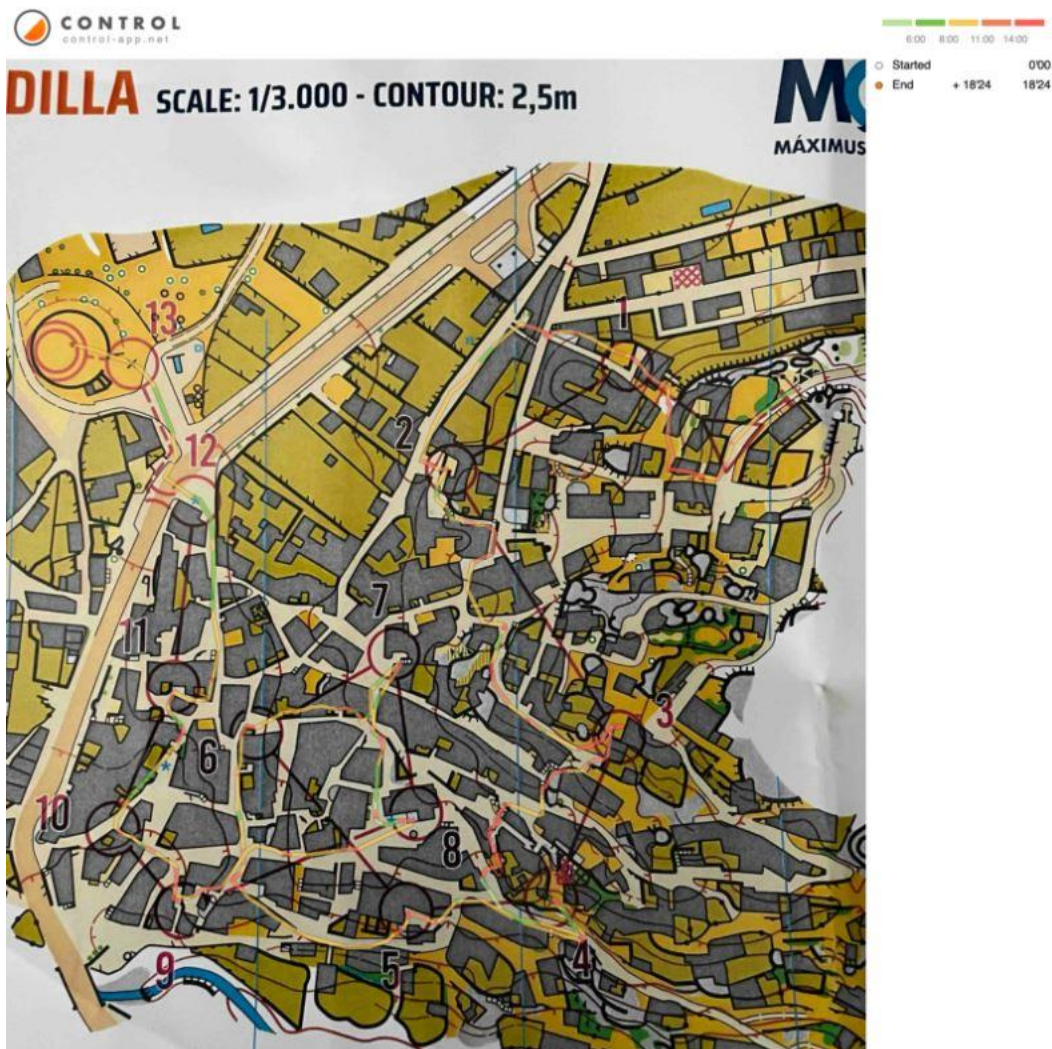 CONTROL
control-app.net
6:00 8:00 11:00 14:00
Started 0'00
End + 18'24 18'24
DILLA SCALE: 1/3.000 - CONTOUR: 2,5m
MÁXIMUS
1
13
2
12
7
11
3
6
10
8
9
5
4